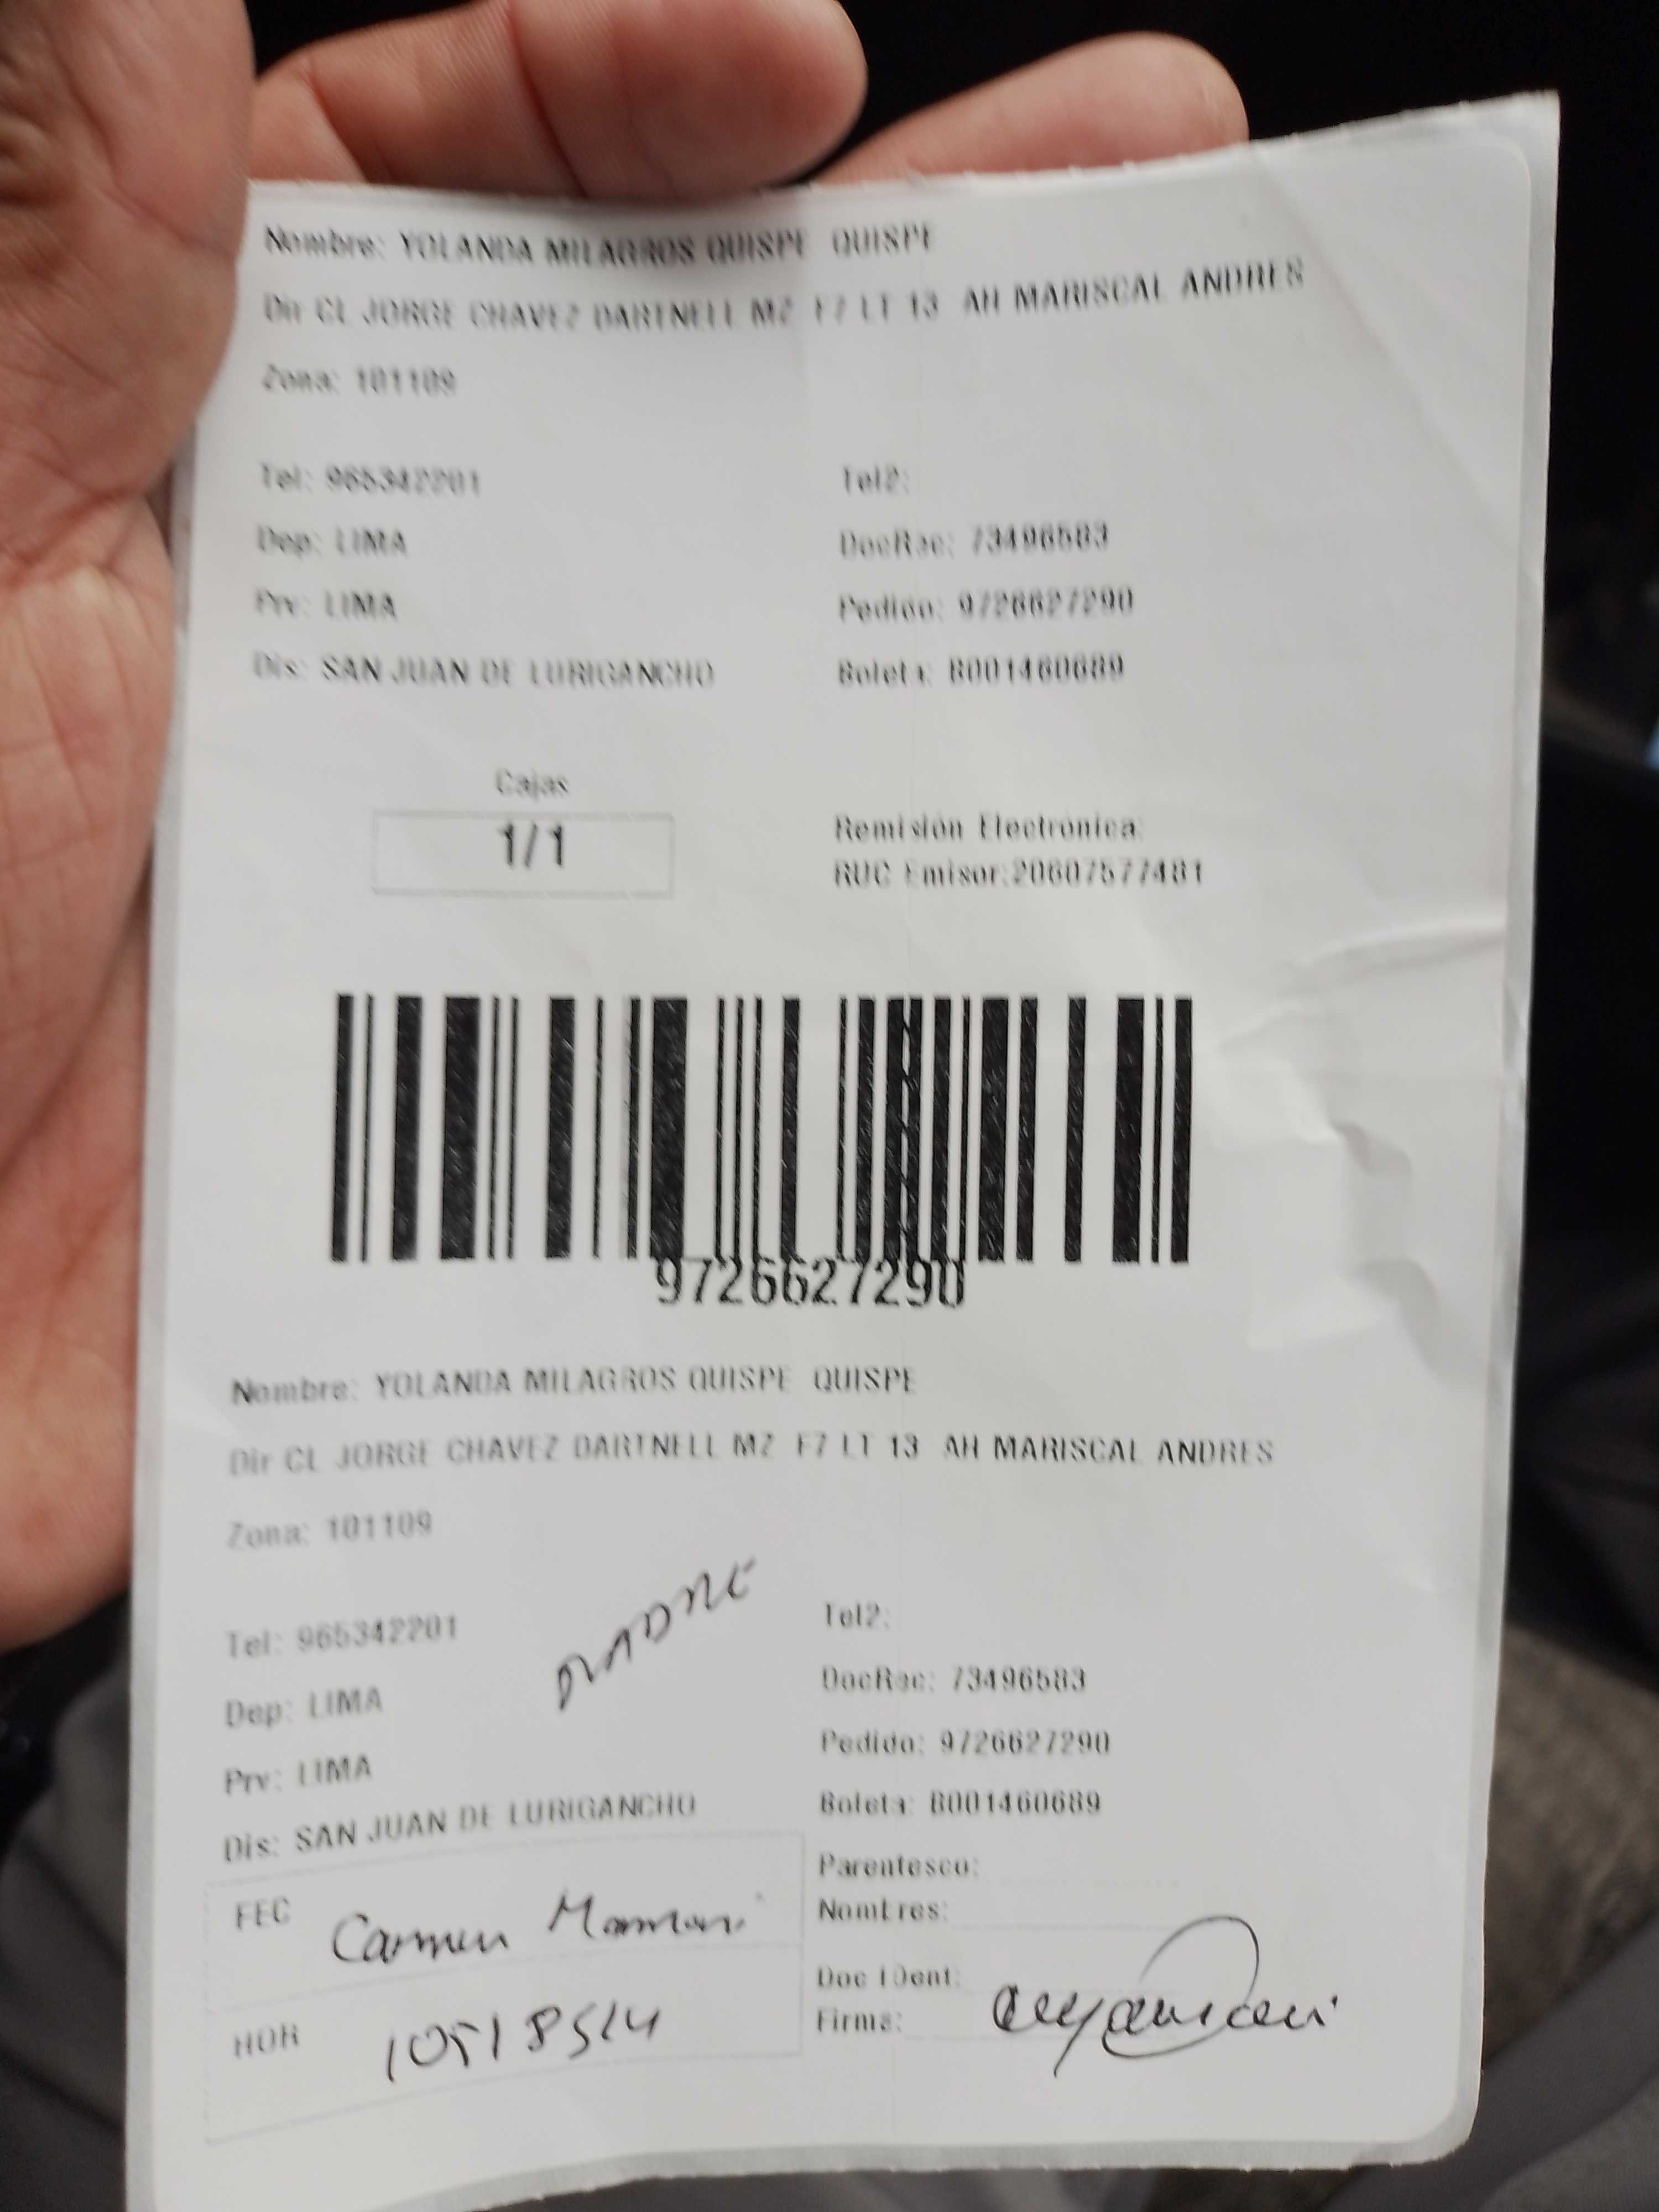 Nombre: YOLANDA MILAGROS QUISPE QUISPE
Dir CL JORGE CHAVEZ DARTNELL MZ F7 LT 13 AH MARISCAL ANDRES
Zona: 101109
Tel: 965342201
Tel2:
Dep: LIMA
DocRec: 73496583
Prv: LIMA
Pedido: 9726627290
Dis: SAN JUAN DE LURIGANCHO
Boleta: B001460689
Cajas
1/1
Remisión Electrónica:
RUC Emisor:20607577481
9726627290
Nombre: YOLANDA MILAGROS QUISPE QUISPE
Dir CL JORGE CHAVEZ DARTNELL MZ F7 LT 13 AH MARISCAL ANDRES
Zona: 101109
MADRE
Tel: 965342201
Tel2:
Dep: LIMA
DocRec: 73496583
Prv: LIMA
Pedido: 9726627290
Dis: SAN JUAN DE LURIGANCHO
Boleta: B001460689
Parentesco:
FEC Carmen Mamani
Nombres:
Doc IDent:
HOR 10518514
Firma: